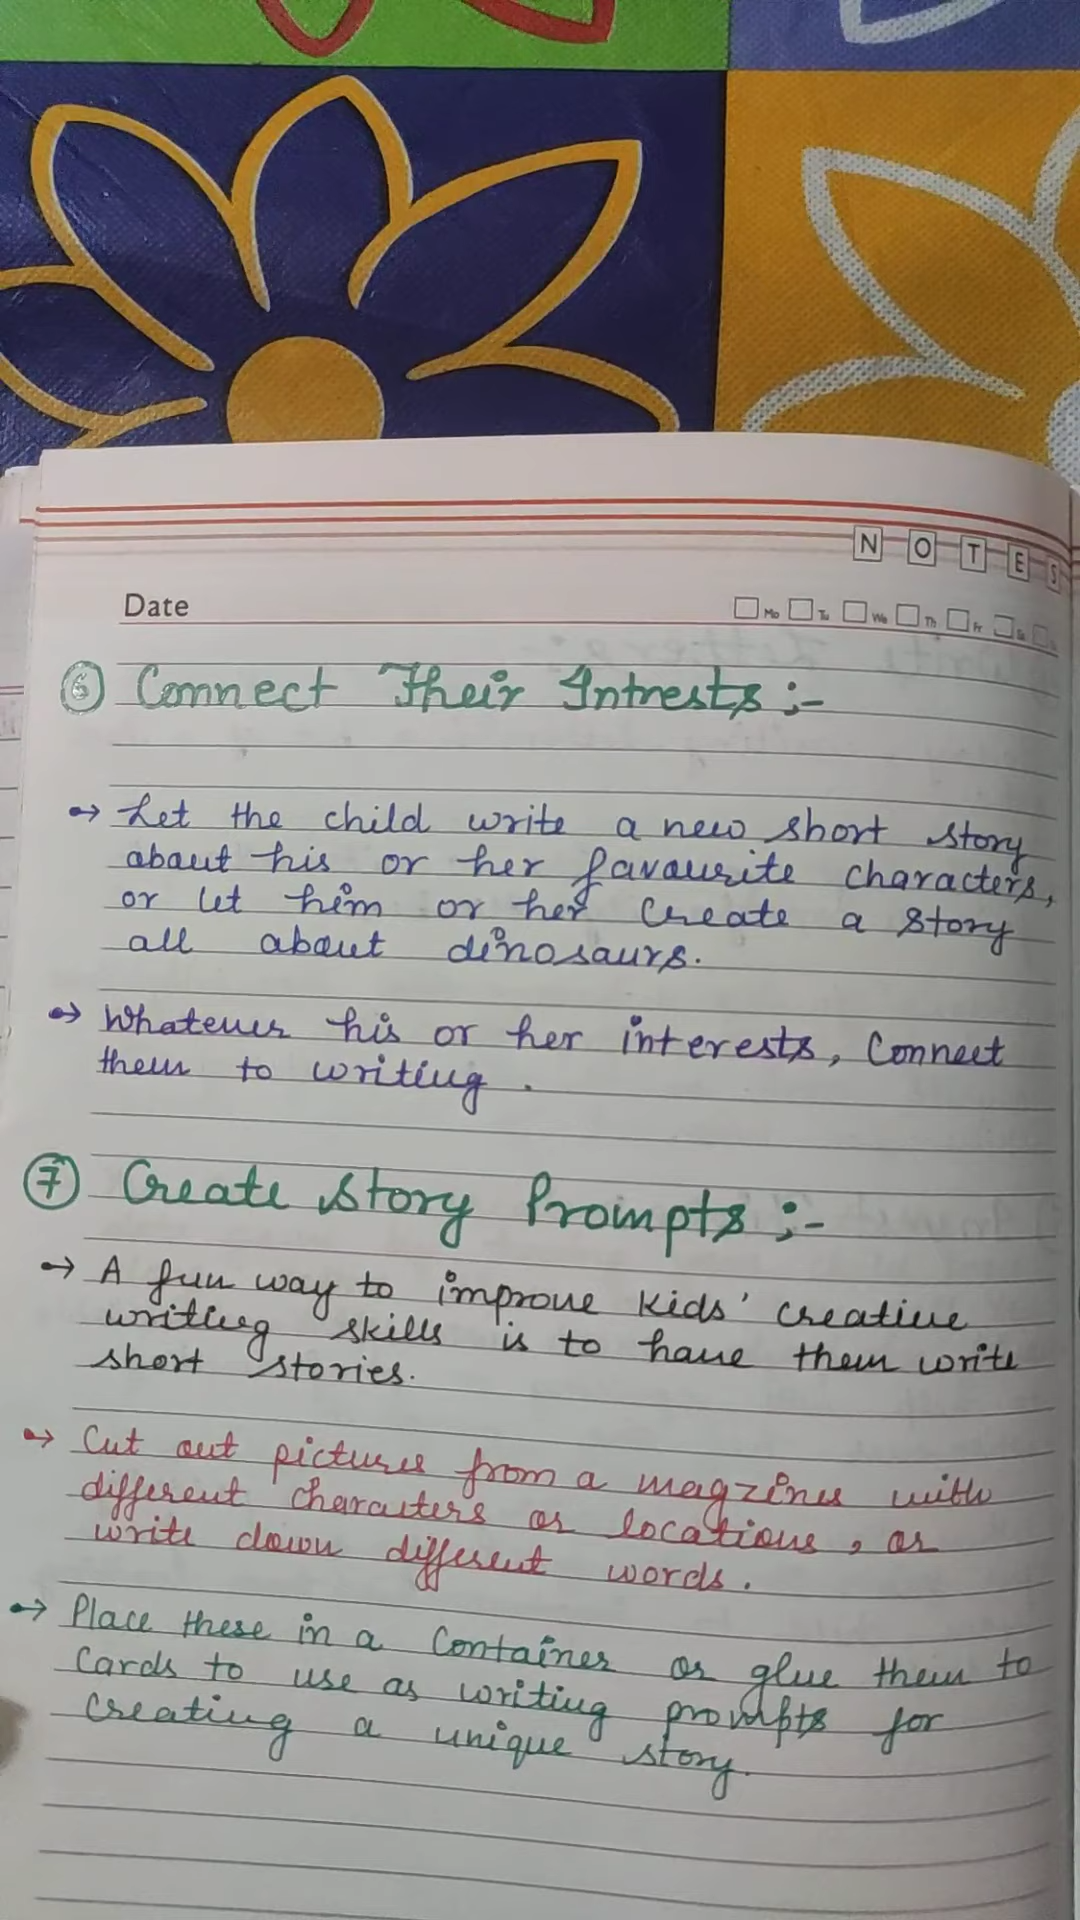 NOTES
Date Mo Tu We Th Fr Sa
⑥ Connect Their Intrests :-
→ Let the child write a new short story
about his or her favourite characters,
or let him or her create a story
all about dinosaurs.
→ Whatever his or her interests, Connect
them to writing.
⑦ Create Story Prompts :-
→ A fun way to improve kids' creative
writing skills is to have them write
short stories.
→ Cut out pictures from a magzines with
different characters or locations, or
write down different words.
→ Place these in a container or glue them to
Cards to use as writing prompts for
creating a unique story.